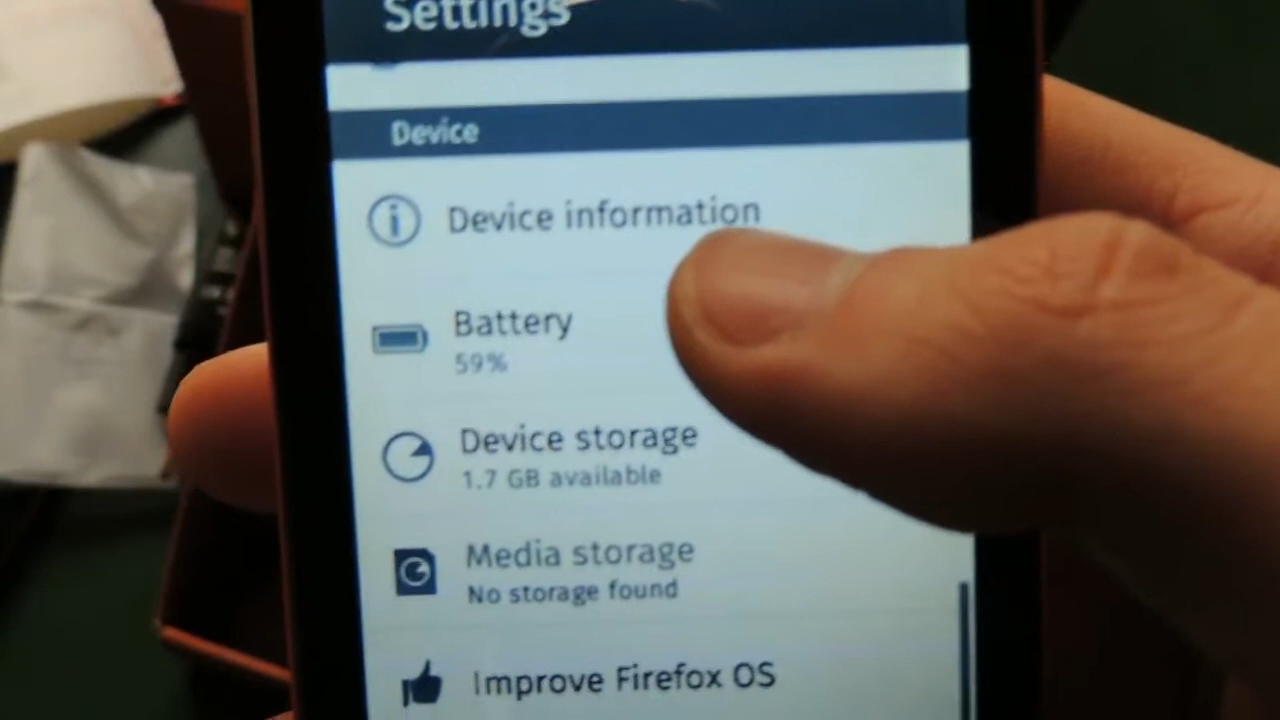 Settings
Device
Device information
Battery
59%
Device storage
1.7 GB available
Media storage
No storage found
Improve Firefox OS